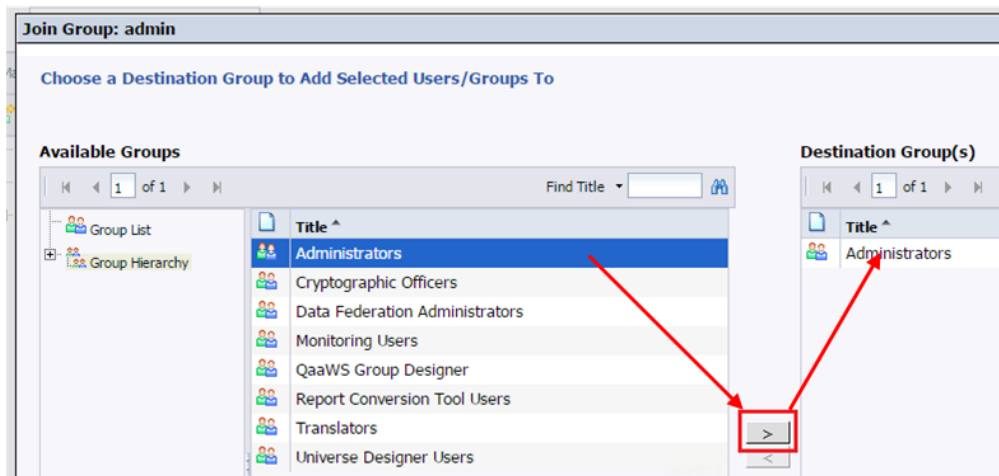 Join Group: admin
Choose a Destination Group to Add Selected Users/Groups To
Available Groups
1 of 1 Find Title
Group List
Group Hierarchy
Title
Administrators
Cryptographic Officers
Data Federation Administrators
Monitoring Users
QaaWS Group Designer
Report Conversion Tool Users
Translators
Universe Designer Users
>
<
Destination Group(s)
1 of 1
Title
Administrators